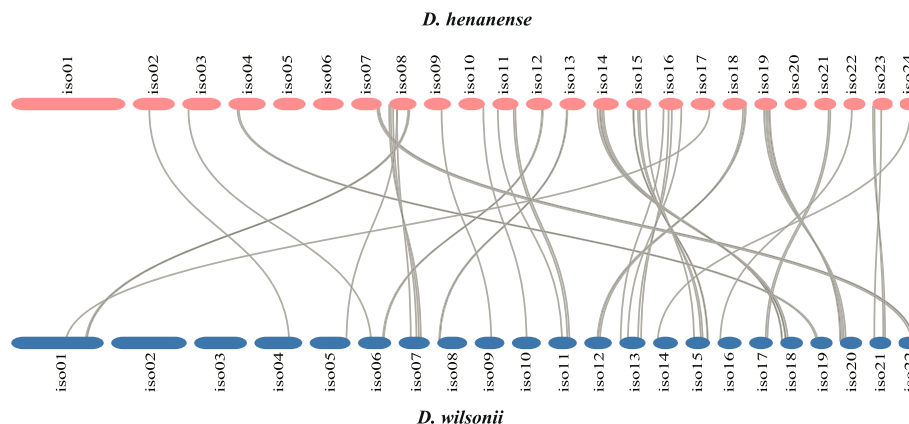 D. henanense
iso01 iso02 iso03 iso04 iso05 iso06 iso07 iso08 iso09 iso10 iso11 iso12 iso13 iso14 iso15 iso16 iso17 iso18 iso19 iso20 iso21 iso22 iso23 iso24
iso01 iso02 iso03 iso04 iso05 iso06 iso07 iso08 iso09 iso10 iso11 iso12 iso13 iso14 iso15 iso16 iso17 iso18 iso19 iso20 iso21
D. wilsonii